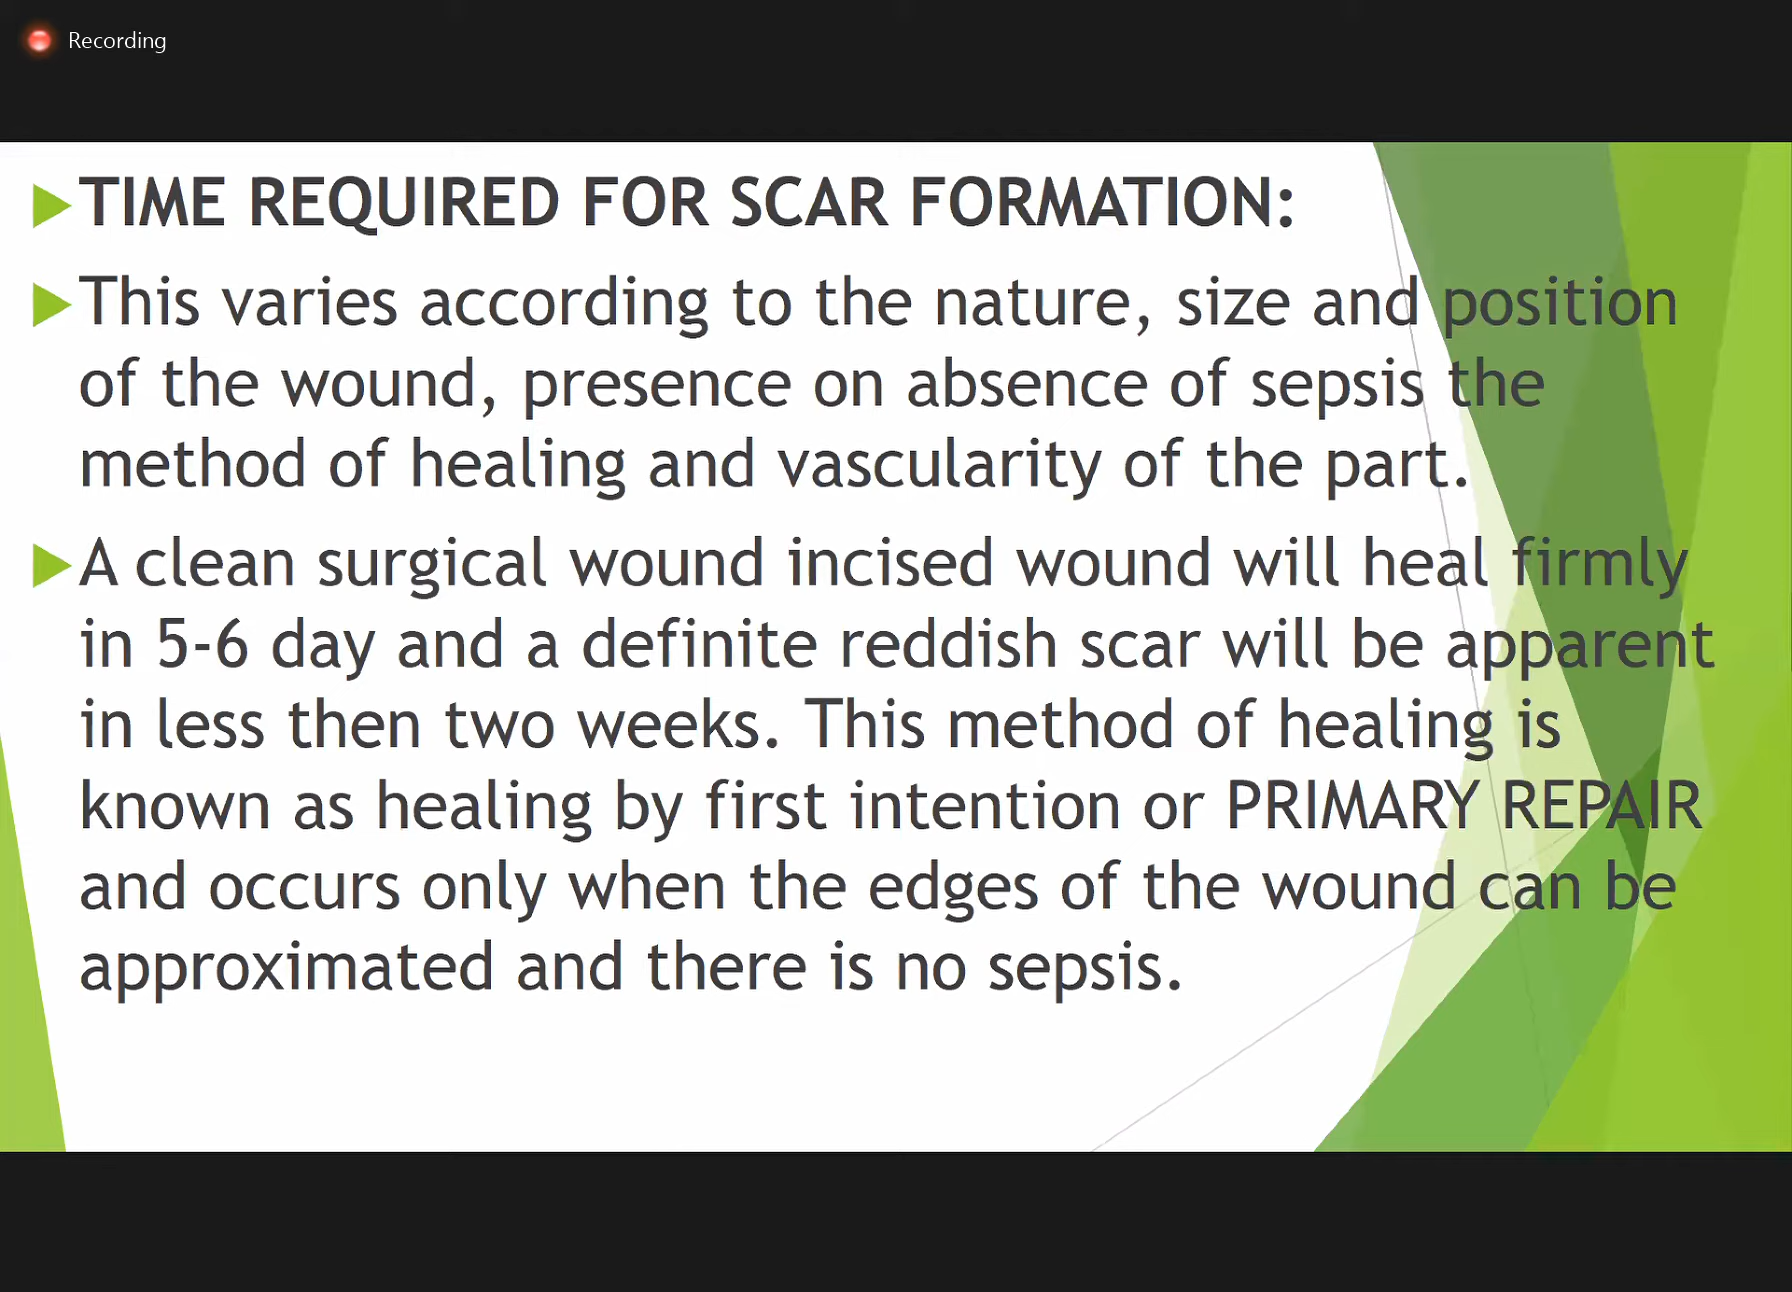 Recording
TIME REQUIRED FOR SCAR FORMATION:
This varies according to the nature, size and position
of the wound, presence on absence of sepsis the
method of healing and vascularity of the part.
A clean surgical wound incised wound will heal firmly
in 5-6 day and a definite reddish scar will be apparent
in less then two weeks. This method of healing is
known as healing by first intention or PRIMARY REPAIR
and occurs only when the edges of the wound can be
approximated and there is no sepsis.